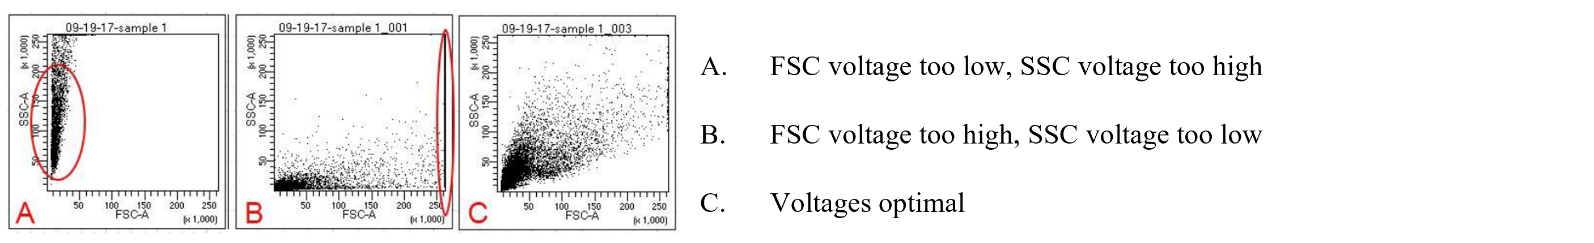 09-19-17-sample 1
(x 1,000)
250
200
150
100
50
SSC-A
50 100 150 200 250
FSC-A
(x 1,000)
A
09-19-17-sample 1_001
(x 1,000)
250
200
150
100
50
SSC-A
50 100 150 200 250
FSC-A
(x 1,000)
B
09-19-17-sample 1_003
(x 1,000)
250
200
150
100
50
SSC-A
50 100 150 200 250
FSC-A
(x 1,000)
C
A. FSC voltage too low, SSC voltage too high
B. FSC voltage too high, SSC voltage too low
C. Voltages optimal